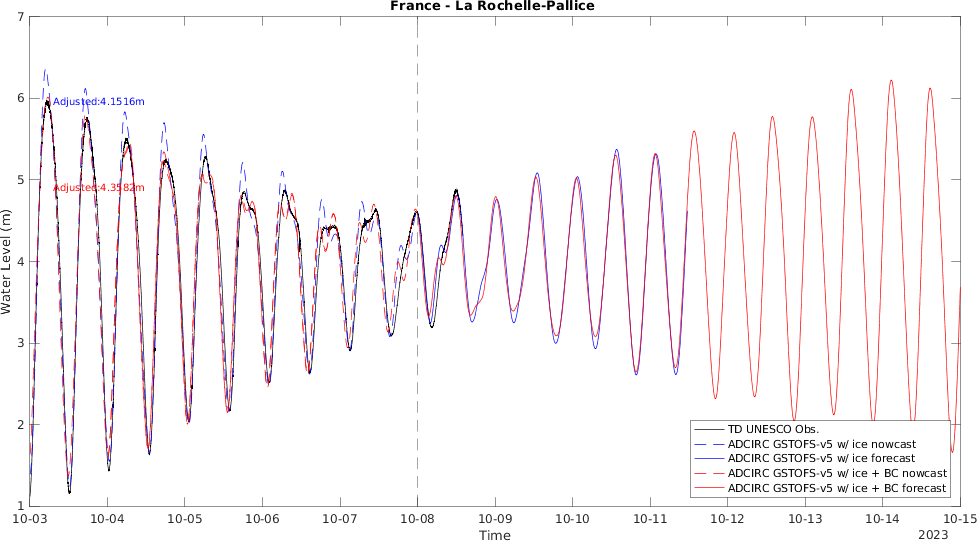 France - La Rochelle-Pallice
7
6
5
4
3
2
1
Water Level (m)
Adjusted:4.1516m
Adjusted:4.3582m
TD UNESCO Obs.
ADCIRC GSTOFS-v5 w/ ice nowcast
ADCIRC GSTOFS-v5 w/ ice forecast
ADCIRC GSTOFS-v5 w/ ice + BC nowcast
ADCIRC GSTOFS-v5 w/ ice + BC forecast
10-03 10-04 10-05 10-06 10-07 10-08 10-09 10-10 10-11 10-12 10-13 10-14 10-15
Time
2023